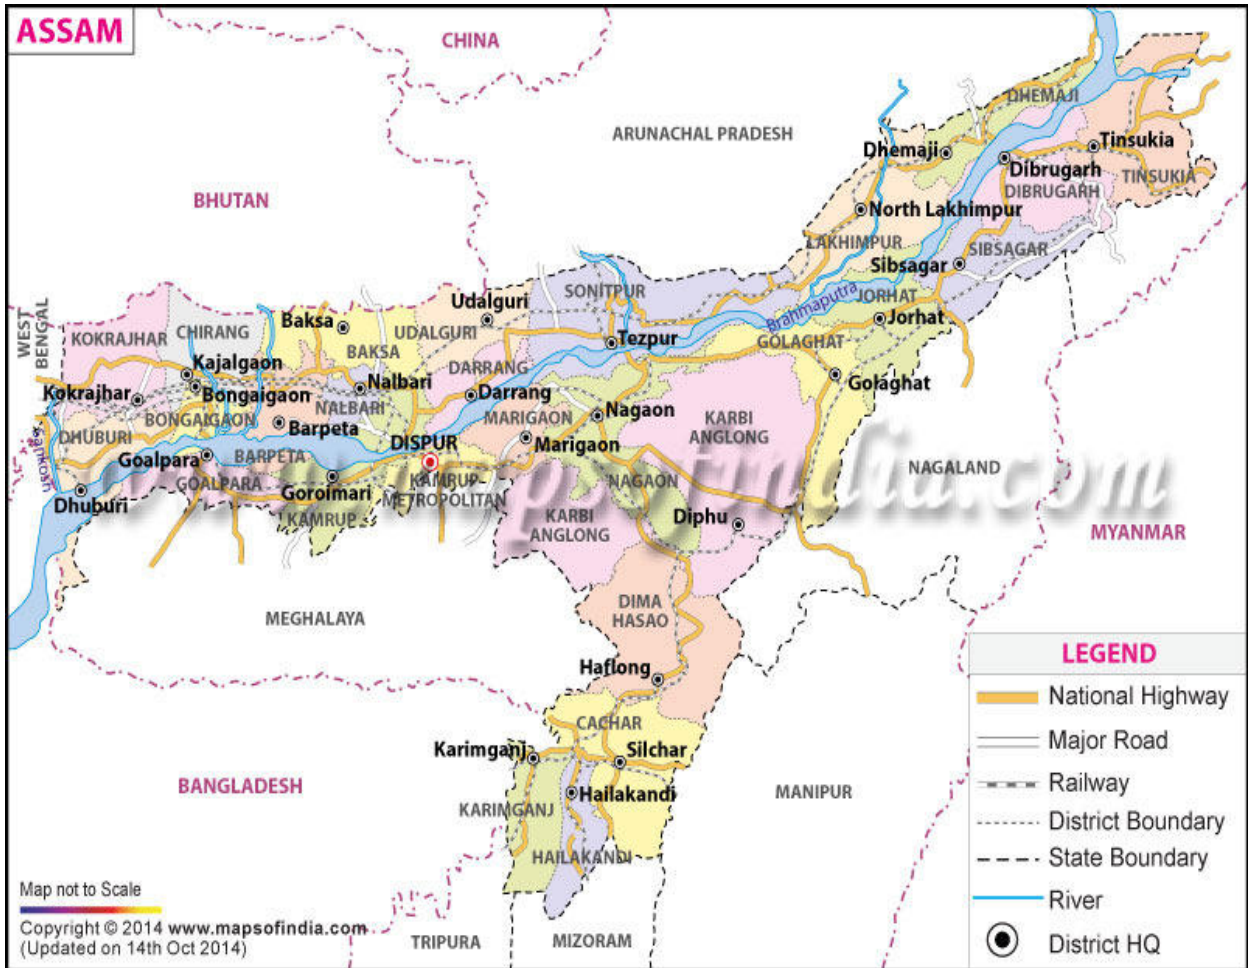 ASSAM
CHINA
ARUNACHAL PRADESH
BHUTAN
DHEMAJI
Dhemaji
Tinsukia
Dibrugarh
TINSUKIA
DIBRUGARH
North Lakhimpur
LAKHIMPUR
SIBSAGAR
Sibsagar
SONITPUR
JORHAT
Brahmaputra
Jorhat
Udalguri
WEST
BENGAL
KOKRAJHAR
CHIRANG
Baksa
UDALGURI
BAKSA
Tezpur
GOLAGHAT
Kajalgaon
DARRANG
Golaghat
Kokrajhar
Bongaigaon
Nalbari
Darrang
NALBARI
BONGAIGAON
MARIGAON
Nagaon
KARBI
ANGLONG
Barpeta
DHUBURI
DISPUR
Marigaon
Sankosh
Goalpara
BARPETA
NAGALAND
GOALPARA
Goroimari
KAMRUP
METROPOLITAN
NAGAON
www.mapsofindia.com
Dhuburi
KAMRUP
KARBI
ANGLONG
Diphu
MYANMAR
MEGHALAYA
DIMA
HASAO
Haflong
CACHAR
Karimganj
Silchar
BANGLADESH
Hailakandi
KARIMGANJ
MANIPUR
HAILAKANDI
TRIPURA
MIZORAM
LEGEND
National Highway
Major Road
Railway
District Boundary
State Boundary
River
District HQ
Map not to Scale
Copyright © 2014 www.mapsofindia.com
(Updated on 14th Oct 2014)